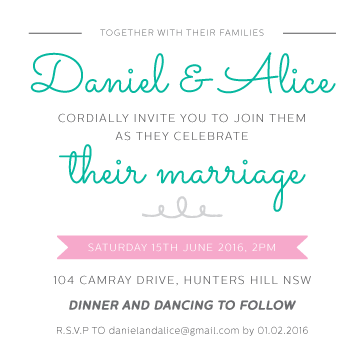 TOGETHER WITH THEIR FAMILIES
Daniel & Alice
CORDIALLY INVITE YOU TO JOIN THEM
AS THEY CELEBRATE
their marriage
SATURDAY 15TH JUNE 2016, 2PM
104 CAMRAY DRIVE, HUNTERS HILL NSW
DINNER AND DANCING TO FOLLOW
R.S.V.P TO danielandalice@gmail.com by 01.02.2016